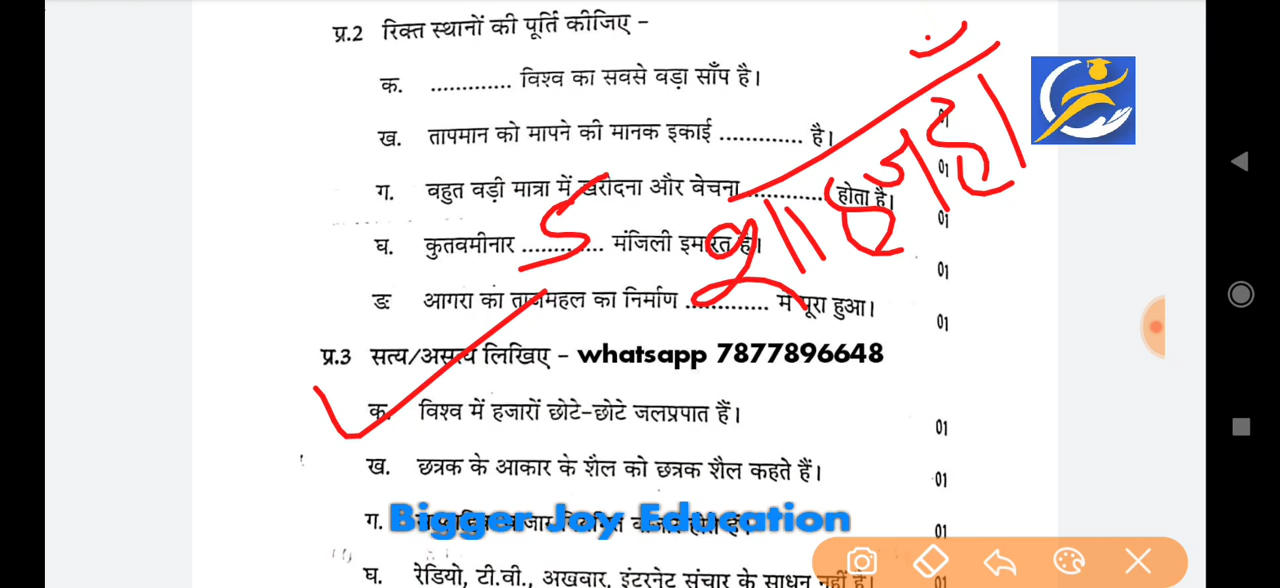 प्र.2 रिक्त स्थानों की पूर्ति कीजिए -
क. ............. विश्व का सबसे बड़ा साँप है।
01
ख. तापमान को मापने की मानक इकाई ............. है।
01
ग. बहुत बड़ी मात्रा में खरीदना और बेचना ............. होता है।
01
घ. कुतबमीनार ............. मंजिली इमारत है।
01
5
शाहजहाँ
ङ आगरा का ताजमहल का निर्माण ............. में पूरा हुआ।
01
प्र.3 सत्य/असत्य लिखिए - whatsapp 7877896648
क. विश्व में हजारों छोटे-छोटे जलप्रपात हैं।
01
ख. छत्रक के आकार के शैल को छत्रक शैल कहते हैं।
01
ग.
Bigger Joy Education
01
घ. रेडियो, टी.वी., अखबार, इंटरनेट संचार के साधन नहीं है।
01